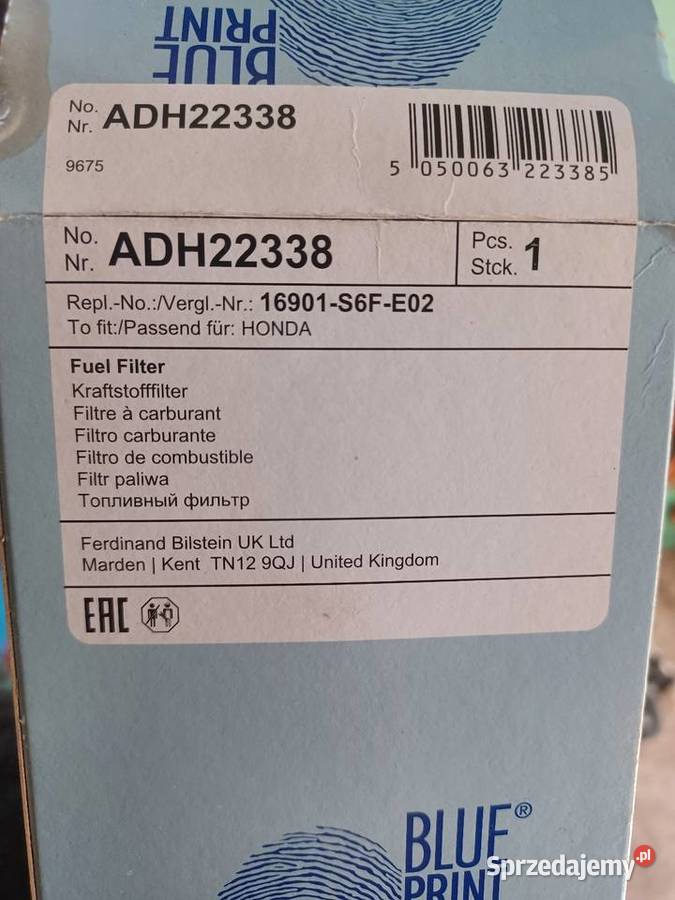 BLUE
PRINT
No.
Nr. ADH22338
9675
5 050063 223385
No.
Nr. ADH22338
Pcs.
Stck. 1
Repl.-No.:/Vergl.-Nr.: 16901-S6F-E02
To fit:/Passend für: HONDA
Fuel Filter
Kraftstofffilter
Filtre à carburant
Filtro carburante
Filtro de combustible
Filtr paliwa
Топливный фильтр
Ferdinand Bilstein UK Ltd
Marden | Kent TN12 9QJ | United Kingdom
EAC
BLUE®
PRINT
Sprzedajemy.pl